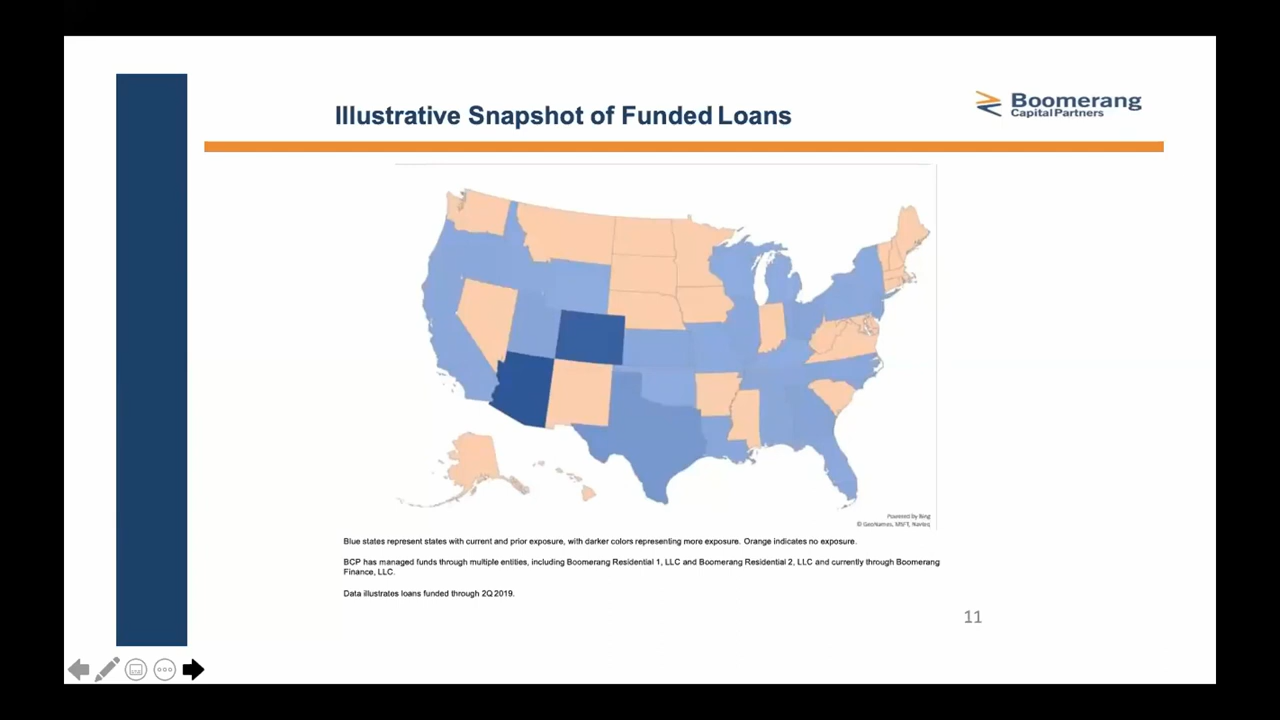 Illustrative Snapshot of Funded Loans
Boomerang
CapitalPartners
Powered by Bing
© GeoNames, MSFT, Navteq
Blue states represent states with current and prior exposure, with darker colors representing more exposure. Orange indicates no exposure.
BCP has managed funds through multiple entities, including Boomerang Residential 1, LLC and Boomerang Residential 2, LLC and currently through Boomerang
Finance, LLC.
Data illustrates loans funded through 2Q 2019.
11